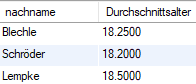 nachname Durchschnittsalter
Blechle 18.2500
Schröder 18.2000
Lempke 18.5000